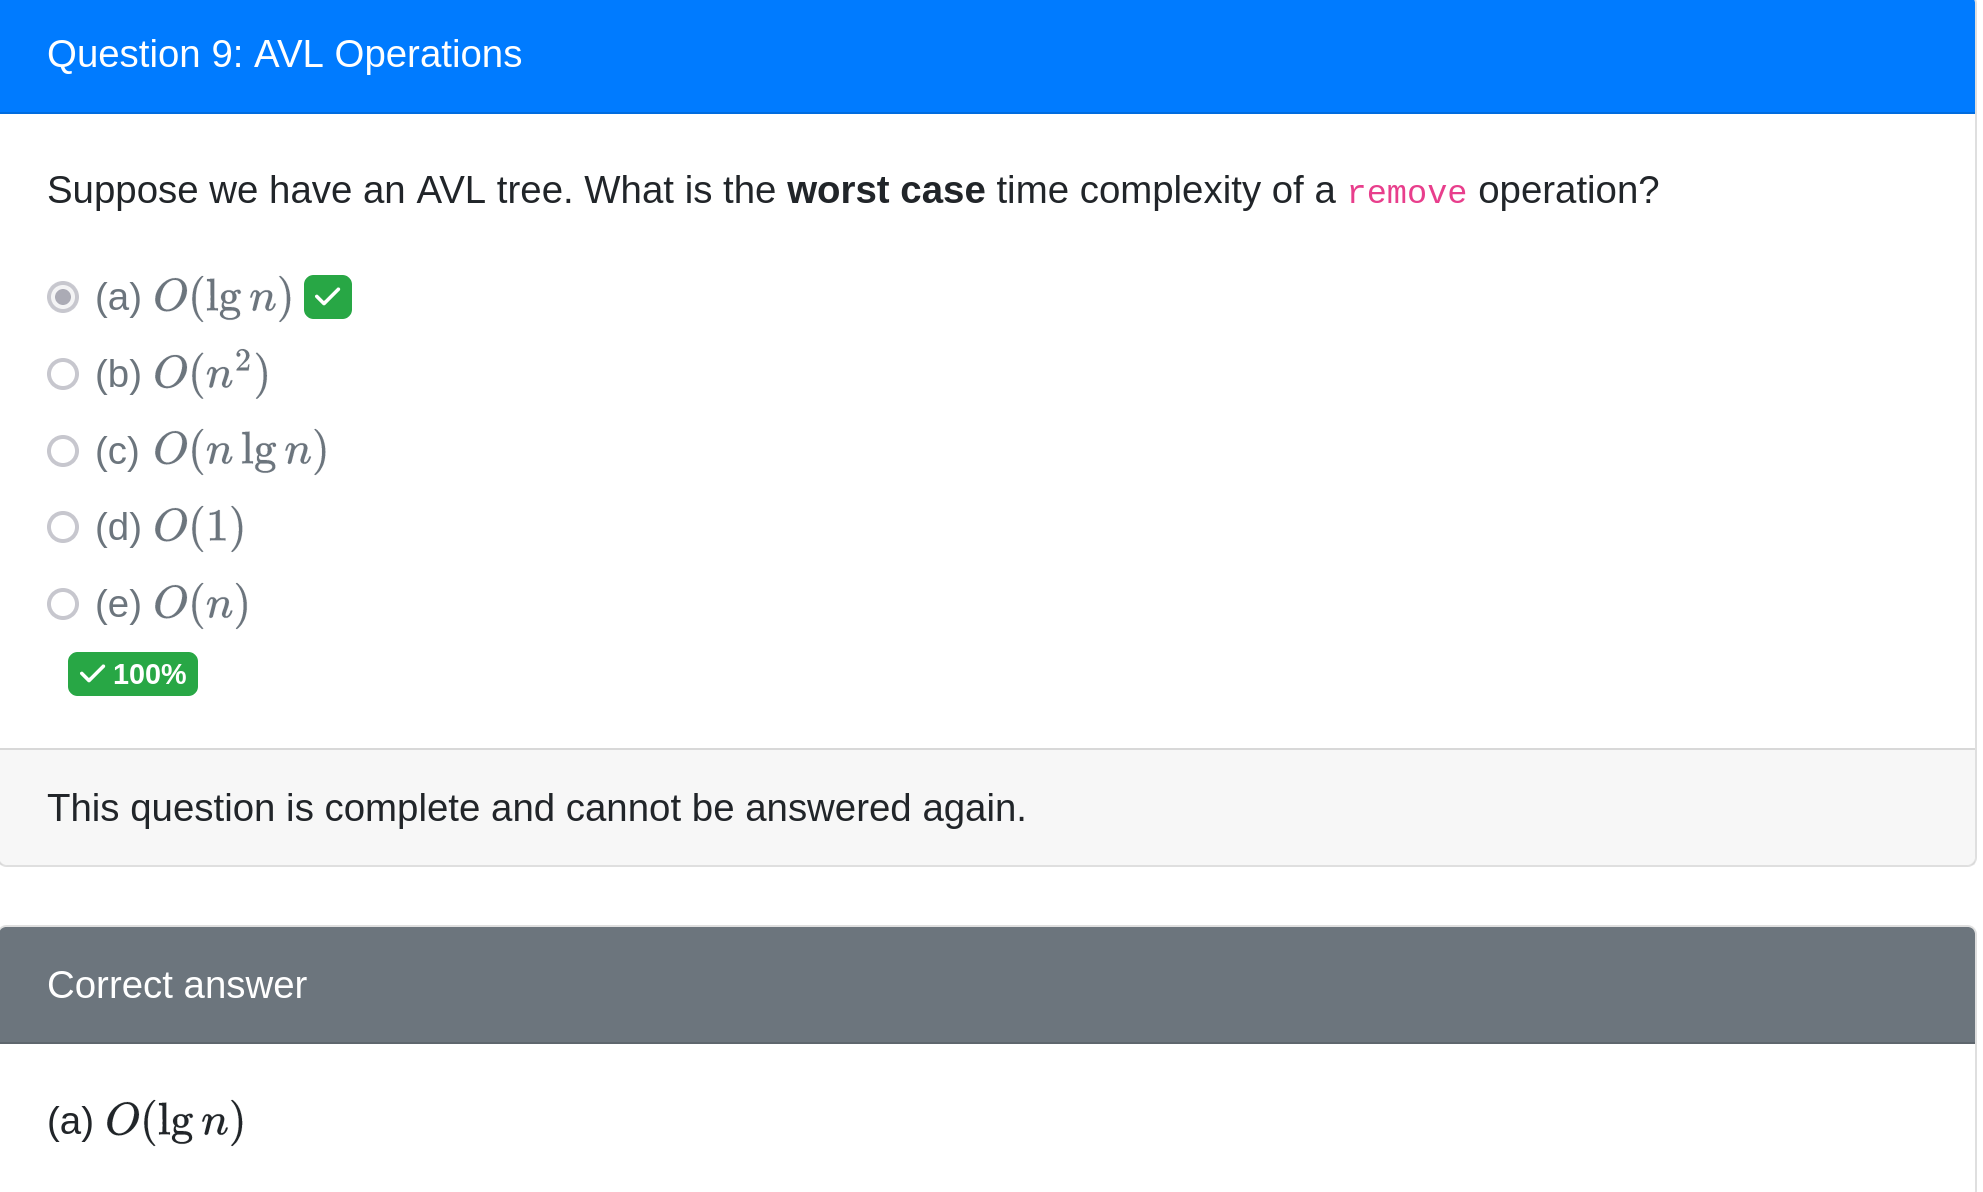 Question 9: AVL Operations
Suppose we have an AVL tree. What is the worst case time complexity of a remove operation?
(a) O(lg n)
(b) O(n²)
(c) O(n lg n)
(d) O(1)
(e) O(n)
100%
This question is complete and cannot be answered again.
Correct answer
(a) O(lg n)